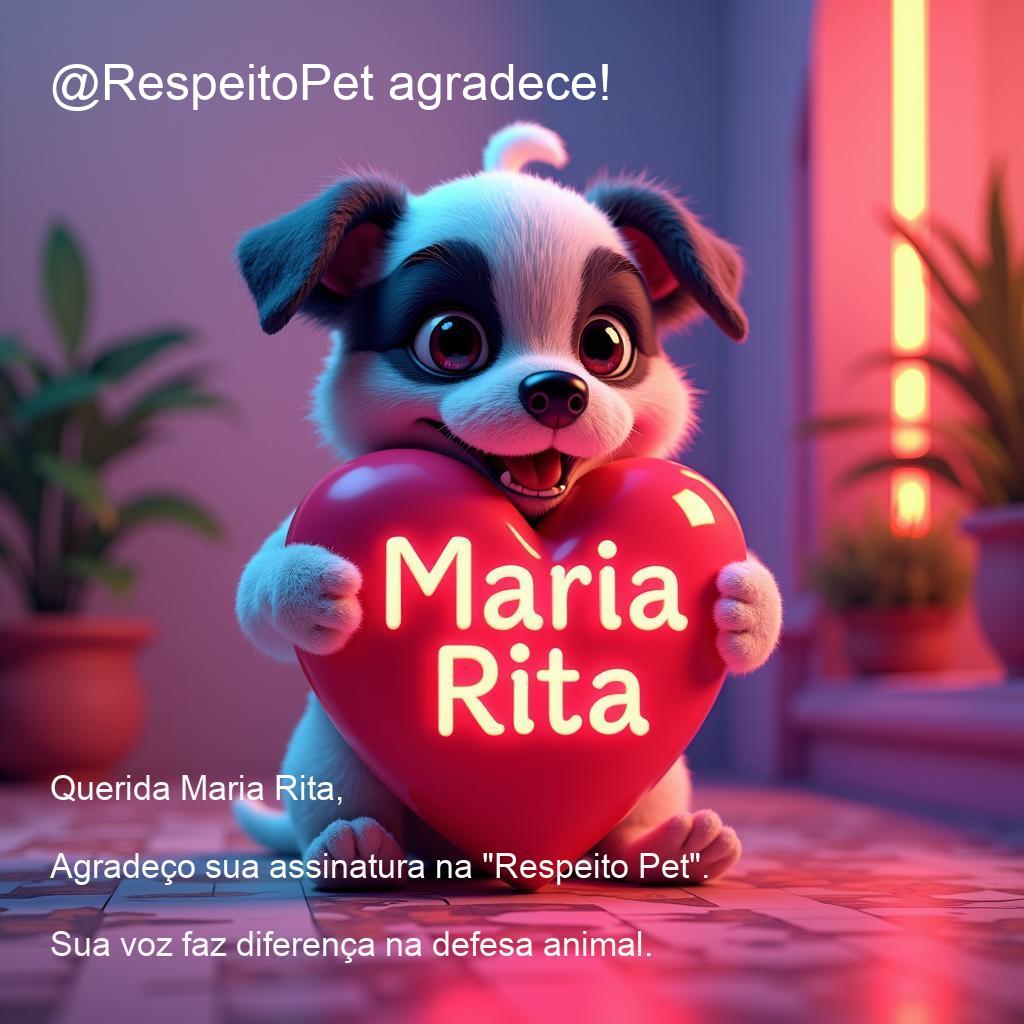 @RespeitoPet agradece!
Maria
Rita
Querida Maria Rita,
Agradeço sua assinatura na "Respeito Pet".
Sua voz faz diferença na defesa animal.